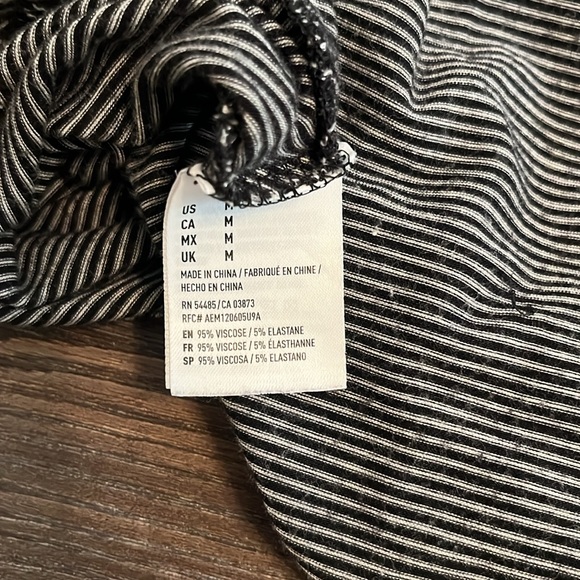 US M
CA M
MX M
UK M
MADE IN CHINA / FABRIQUÉ EN CHINE /
HECHO EN CHINA
RN 54485/CA 03873
RFC# AEM120605U9A
EN 95% VISCOSE / 5% ELASTANE
FR 95% VISCOSE / 5% ÉLASTHANNE
SP 95% VISCOSA / 5% ELASTANO